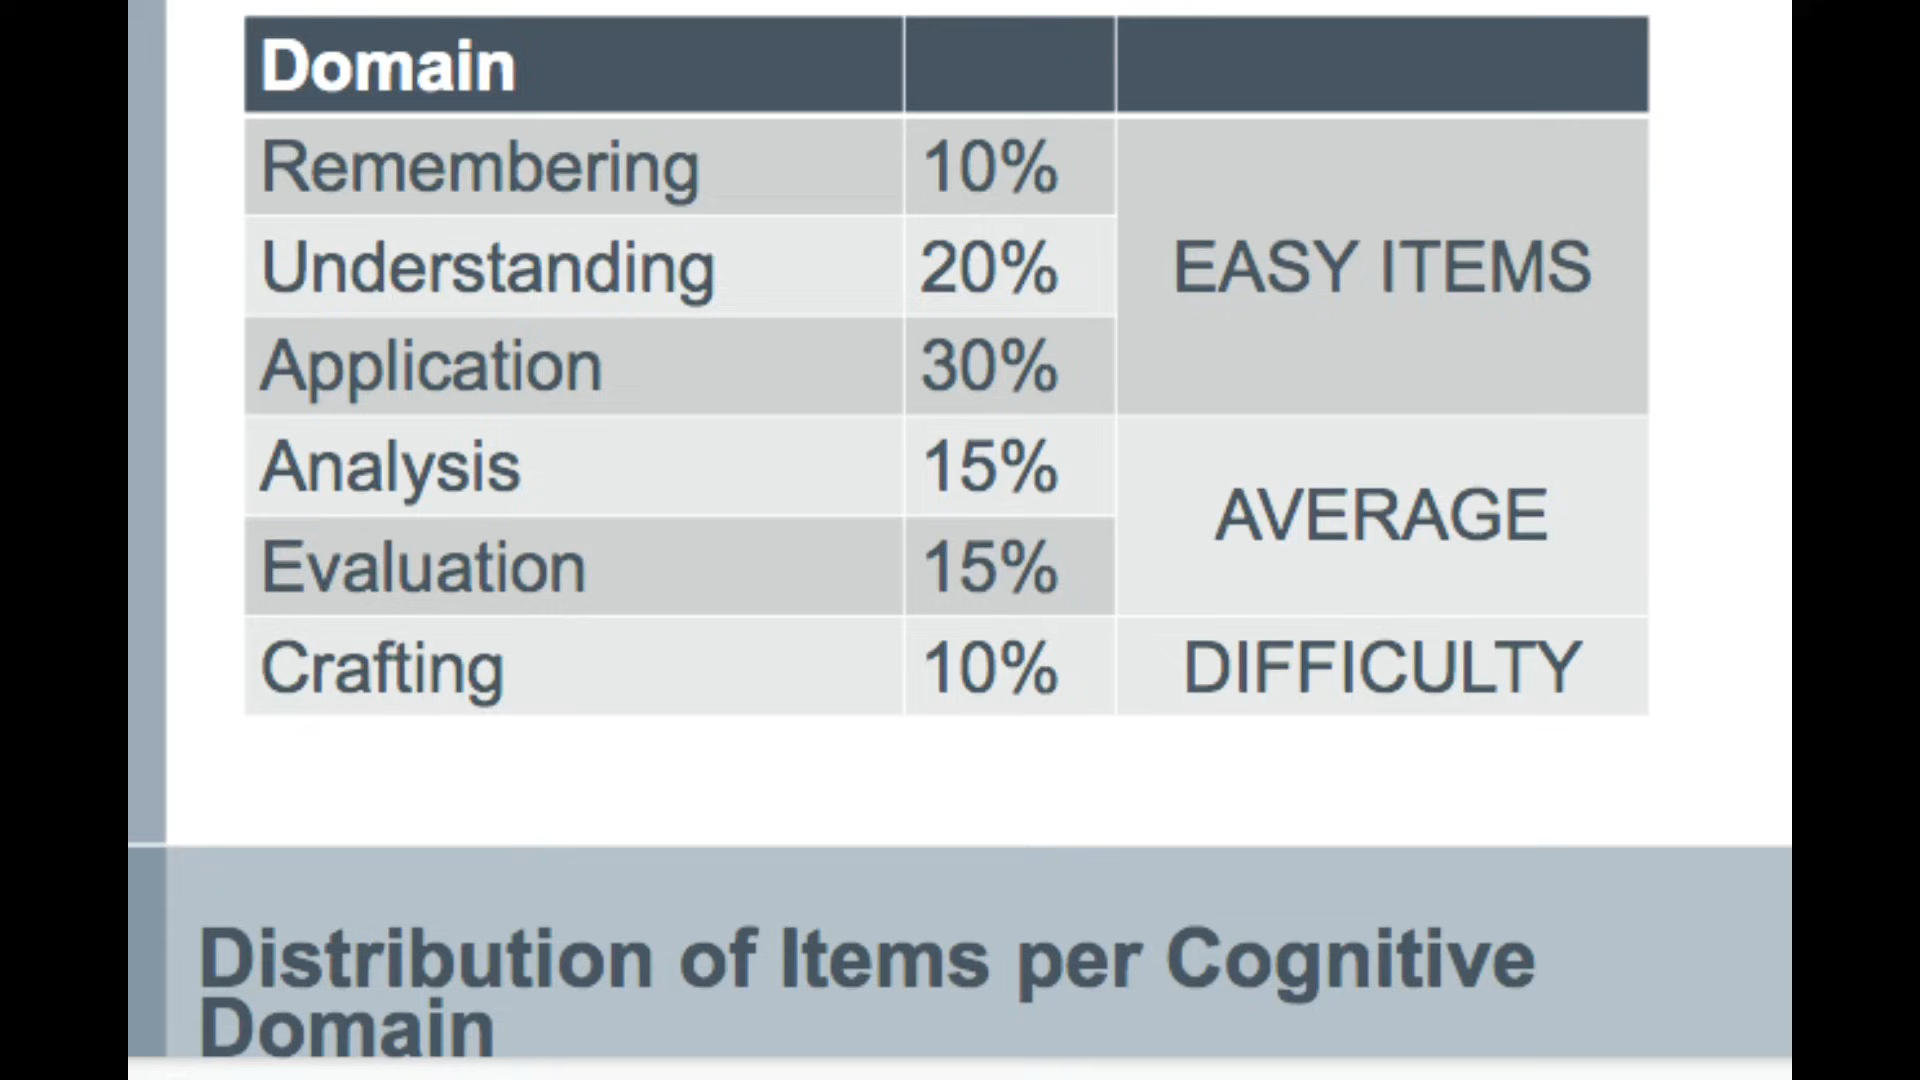 Domain
Remembering 10%
Understanding 20% EASY ITEMS
Application 30%
Analysis 15%
AVERAGE
Evaluation 15%
Crafting 10% DIFFICULTY
Distribution of Items per Cognitive
Domain